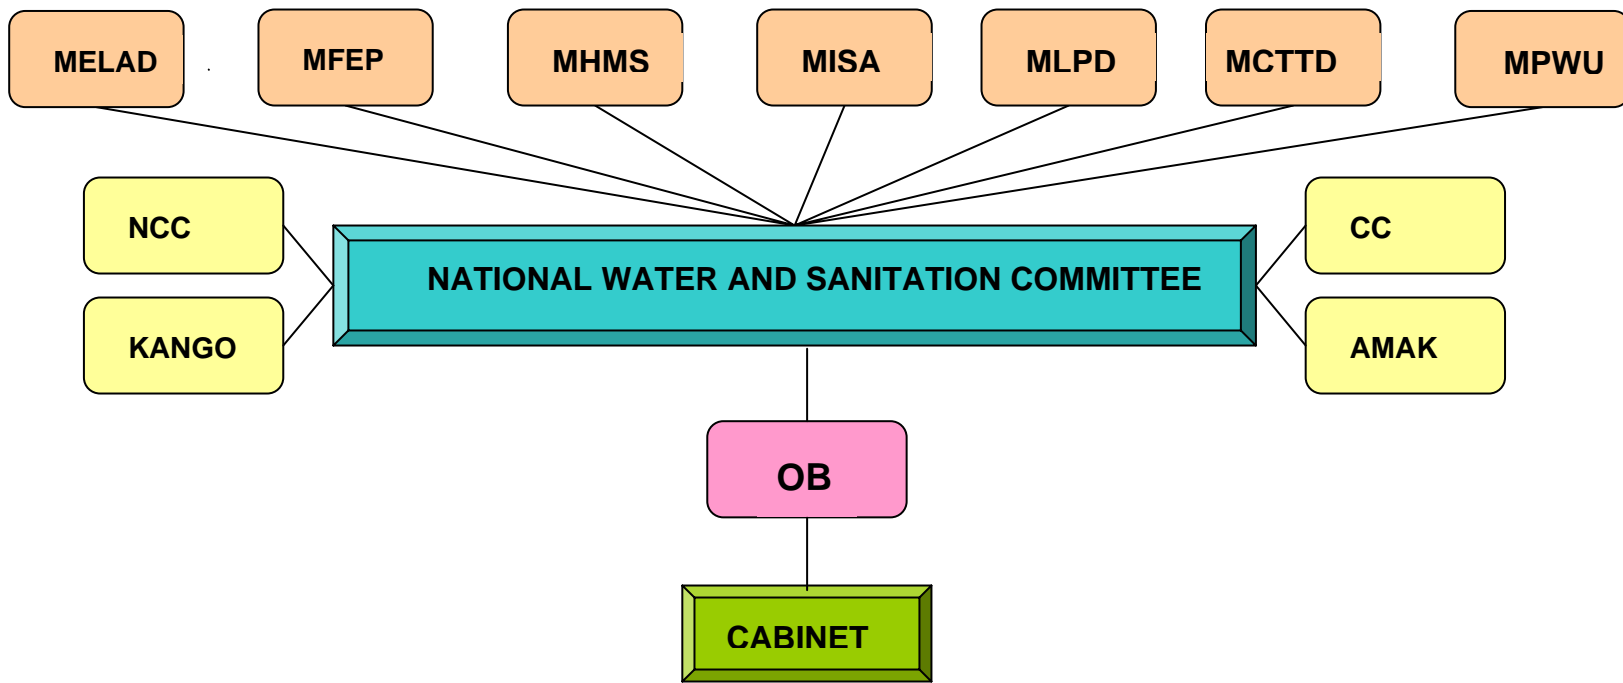 MELAD
MFEP
MHMS
MISA
MLPD
MCTTD
MPWU
NCC
CC
NATIONAL WATER AND SANITATION COMMITTEE
KANGO
AMAK
OB
CABINET